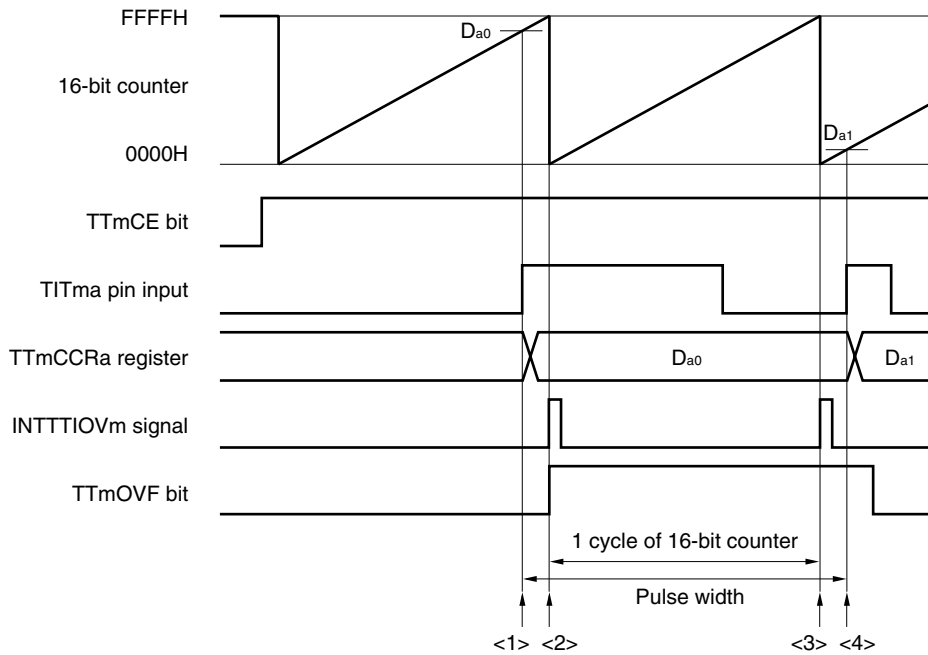 FFFFH
Da0
16-bit counter
Da1
0000H
TTmCE bit
TITma pin input
TTmCCRa register
Da0
Da1
INTTTIOVm signal
TTmOVF bit
1 cycle of 16-bit counter
Pulse width
<1> <2> <3> <4>